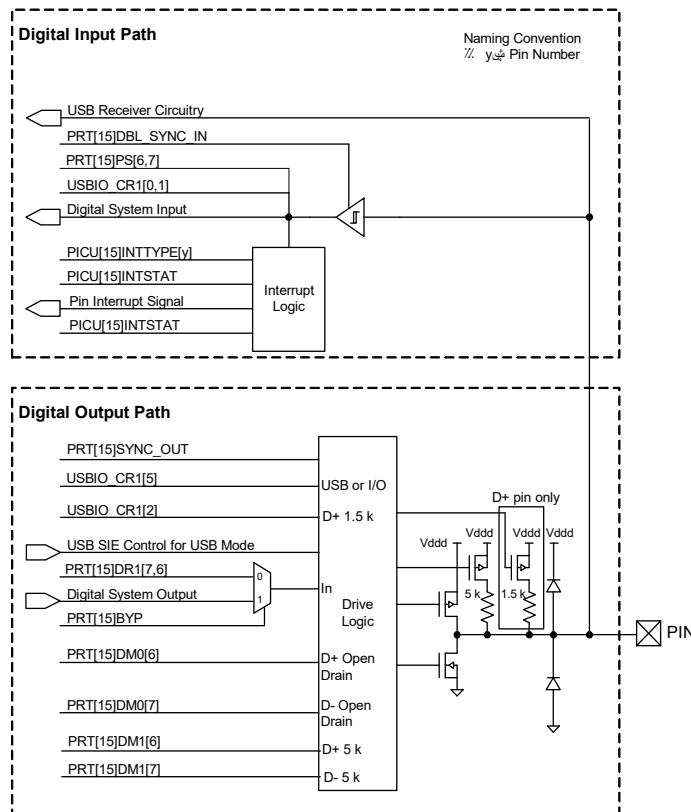 Digital Input Path
Naming Convention
y Pin Number
USB Receiver Circuitry
PRT[15]DBL_SYNC_IN
PRT[15]PS[6,7]
USBIO_CR1[0,1]
Digital System Input
PICU[15]INTTYPE[y]
PICU[15]INTSTAT
Pin Interrupt Signal
PICU[15]INTSTAT
Interrupt
Logic
Digital Output Path
PRT[15]SYNC_OUT
USBIO_CR1[5]
USBIO_CR1[2]
USB SIE Control for USB Mode
PRT[15]DR1[7,6]
Digital System Output
PRT[15]BYP
PRT[15]DM0[6]
PRT[15]DM0[7]
PRT[15]DM1[6]
PRT[15]DM1[7]
0
1
USB or I/O
D+ 1.5 k
In
Drive
Logic
D+ Open
Drain
D- Open
Drain
D+ 5 k
D- 5 k
D+ pin only
Vddd
Vddd
Vddd
Vddd
5 k
1.5 k
PIN